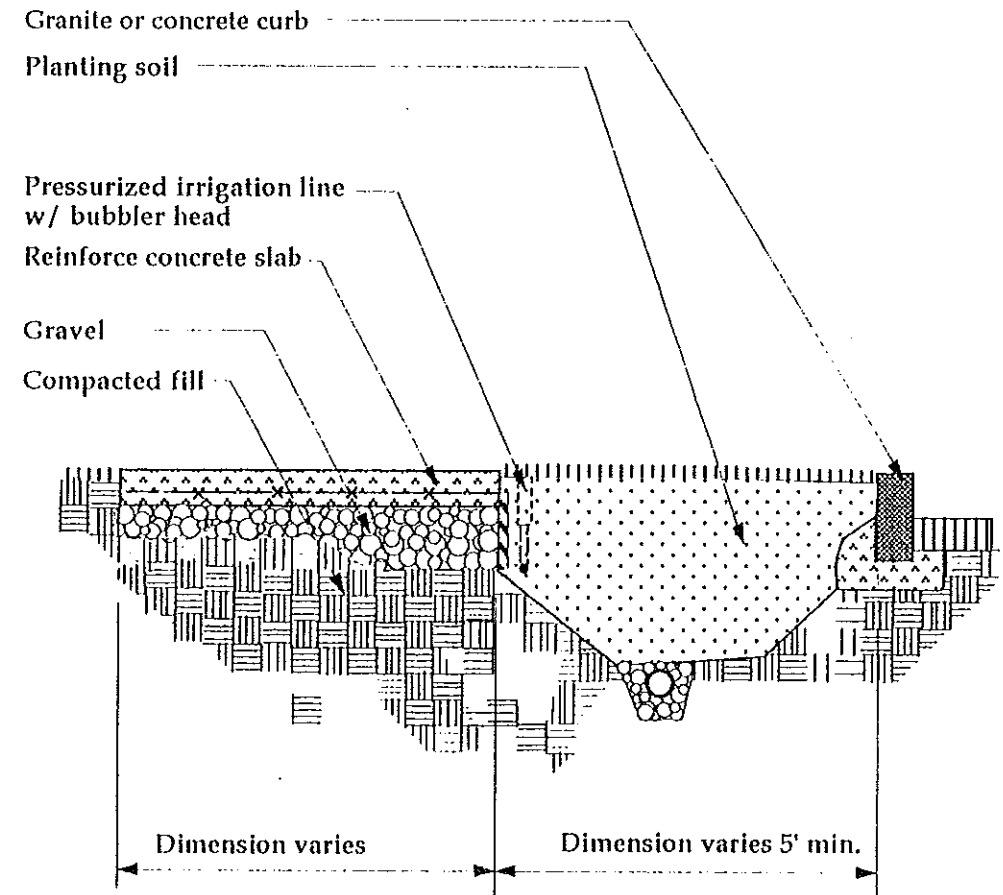 Granite or concrete curb
Planting soil
Pressurized irrigation line
w/ bubbler head
Reinforce concrete slab
Gravel
Compacted fill
Dimension varies
Dimension varies 5' min.